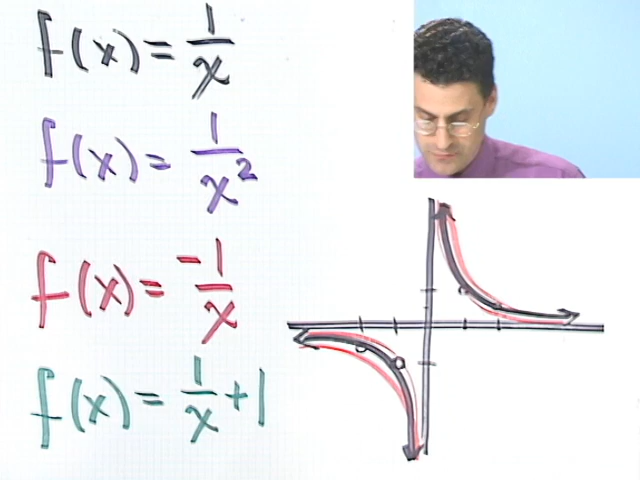 f(x) = 1/x
f(x) = 1/x²
f(x) = -1/x
f(x) = 1/x + 1